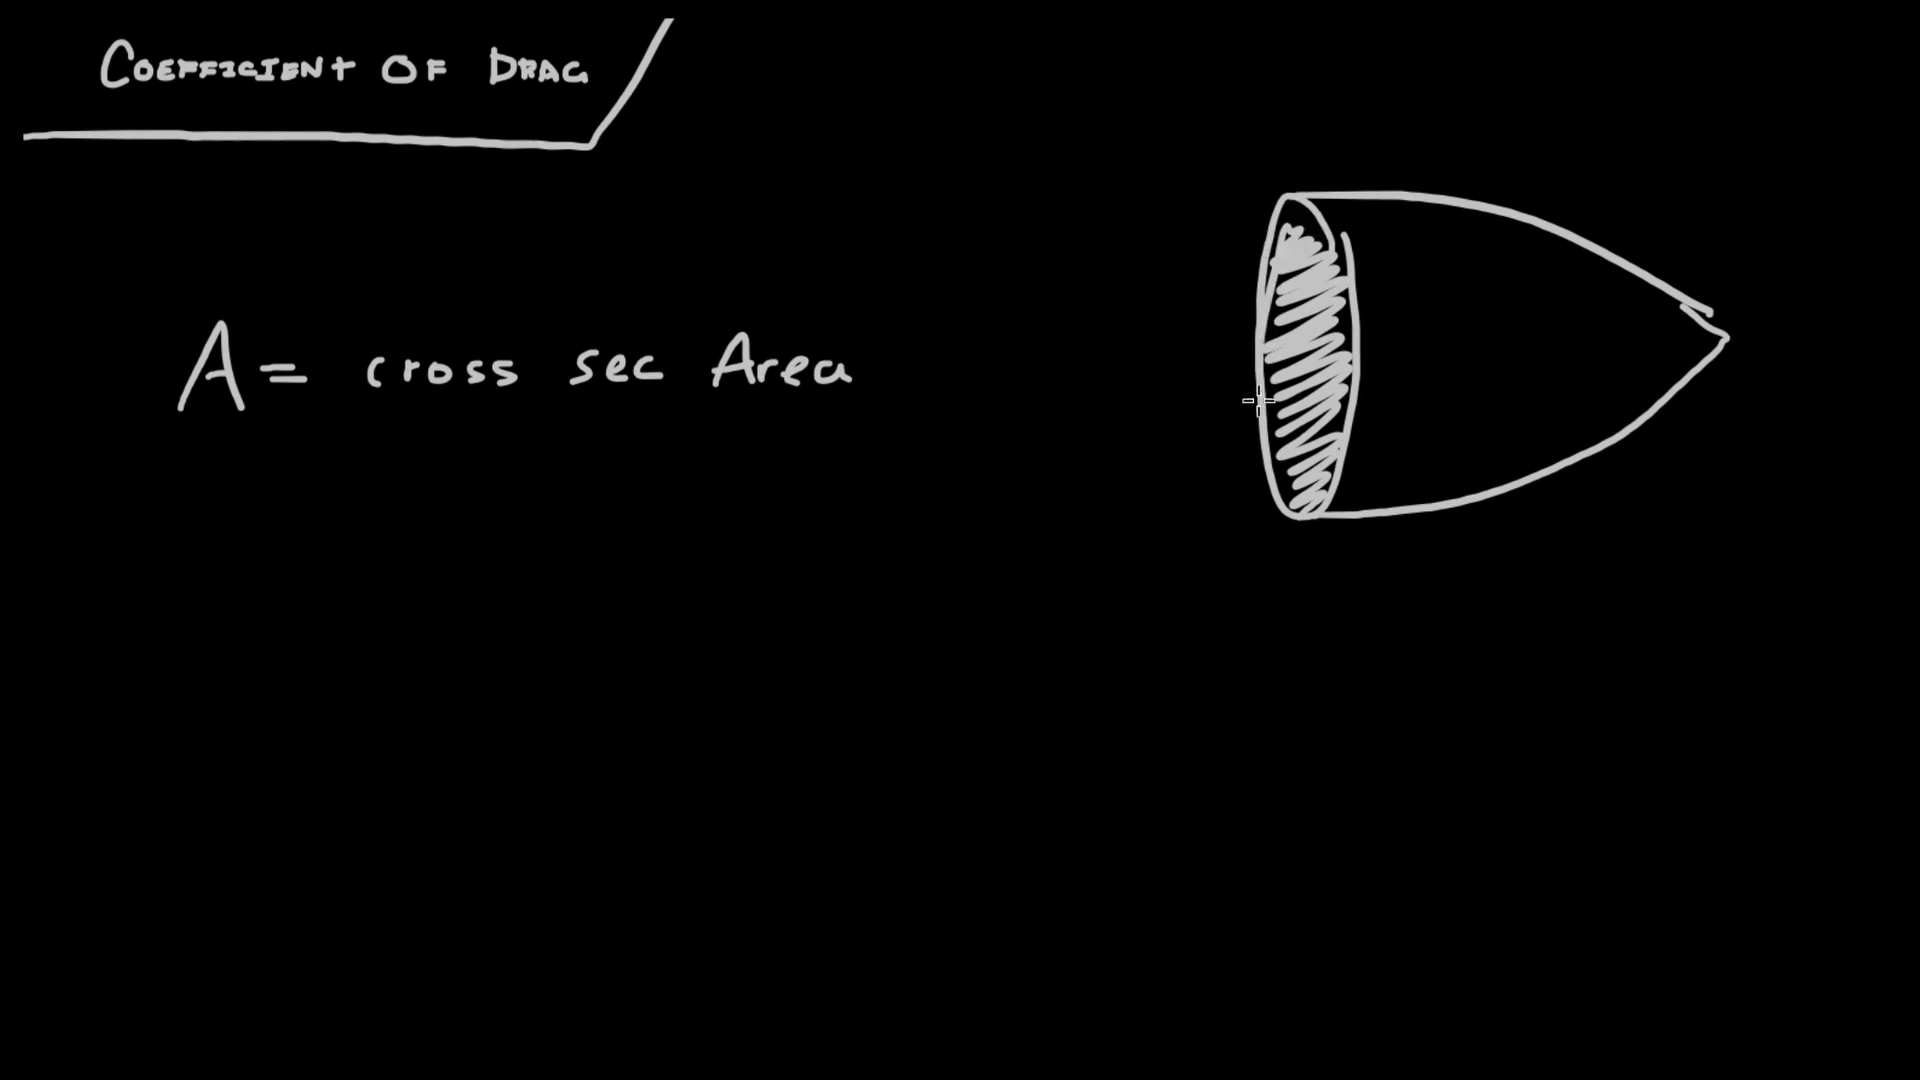 COEFFICIENT OF DRAG
A = cross sec Area